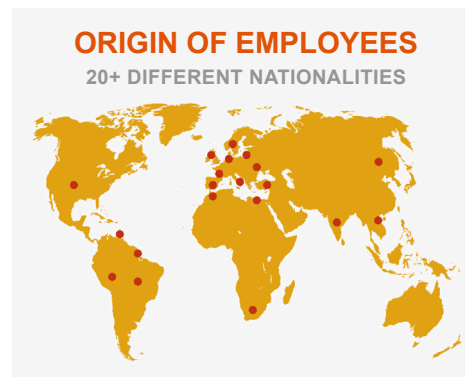 ORIGIN OF EMPLOYEES
20+ DIFFERENT NATIONALITIES